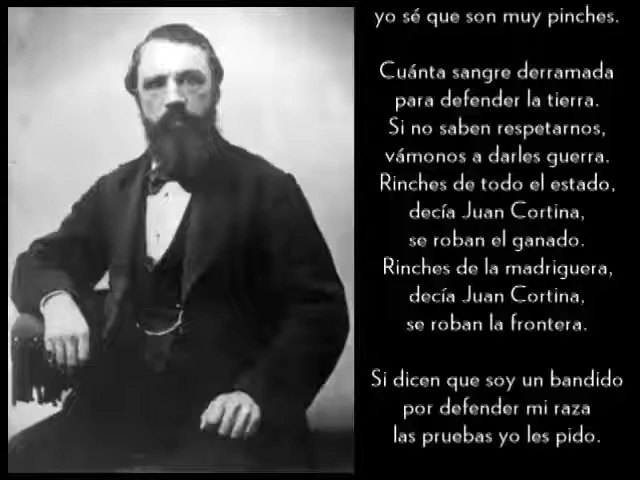 yo sé que son muy pinches.
Cuánta sangre derramada
para defender la tierra.
Si no saben respetarnos,
vámonos a darles guerra.
Rinches de todo el estado,
decía Juan Cortina,
se roban el ganado.
Rinches de la madriguera,
decía Juan Cortina,
se roban la frontera.
Si dicen que soy un bandido
por defender mi raza
las pruebas yo les pido.